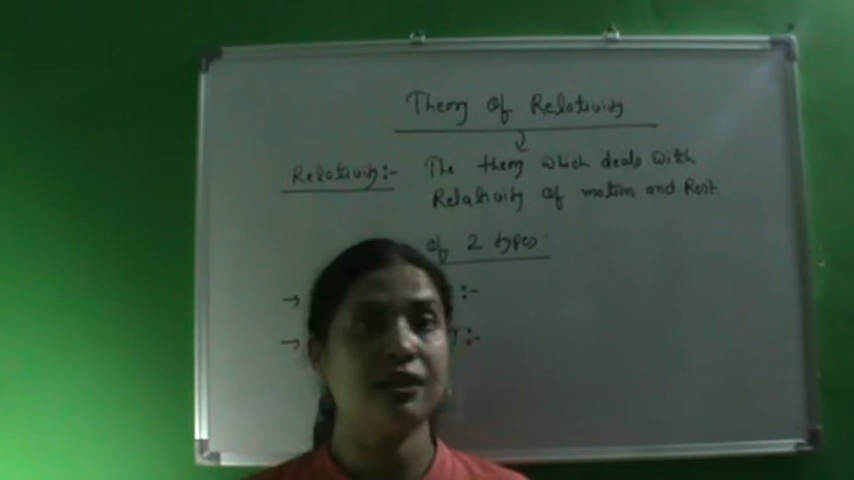 Theory of Relativity
Relativity:- The theory which deals with
Relativity of motion and Rest.
of 2 types
→ :-
→ :-